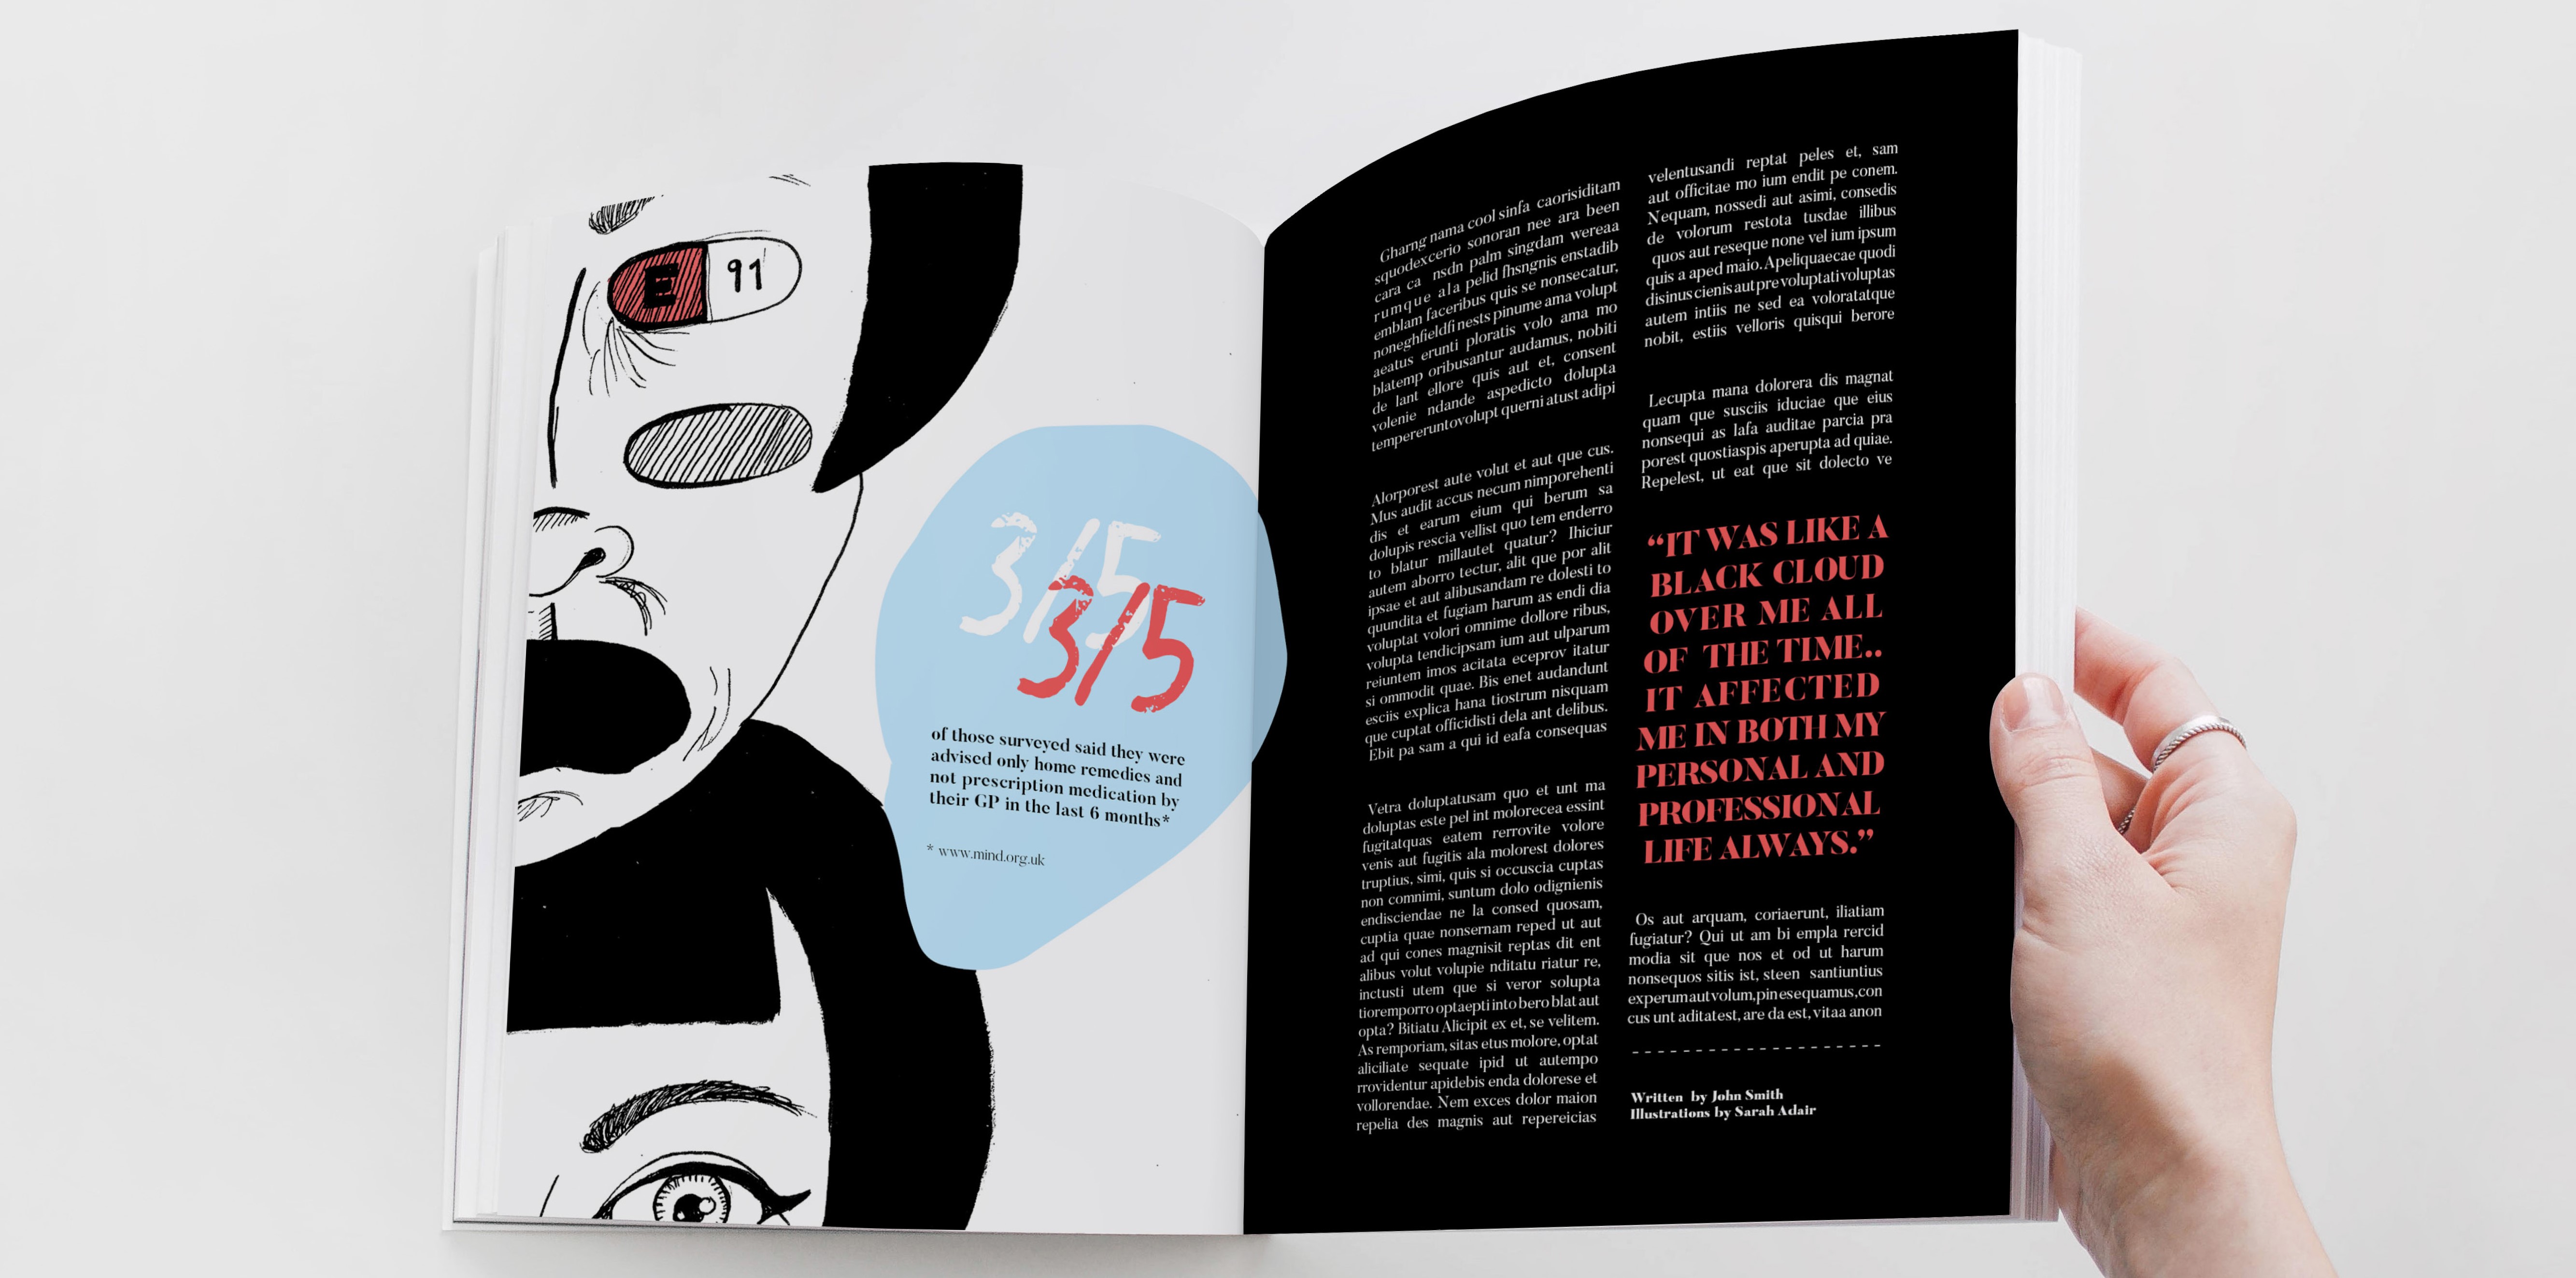 E 91
3/5
3/5
of those surveyed said they were
advised only home remedies and
not prescription medication by
their GP in the last 6 months*
* www.mind.org.uk
Gharng nama cool sinfa caorisiditam
squodexcerio sonoran nee ara been
cara ca nsdn palm singdam wereaa
rumque ala pelid fhsngnis enstadib
emblam faceribus quis se nonsecatur,
noneghfieldfi nests pinume ama volupt
aeatus erunti ploratis volo ama mo
blatemp oribusantur audamus, nobiti
de lant ellore quis aut et, consent
volenie ndande aspedicto dolupta
tempereruntovolupt querni atust adipi
Alorporest aute volut et aut que cus.
Mus audit accus necum nimporehenti
dis et earum eium qui berum sa
dolupis rescia vellist quo tem enderro
to blatur millautet quatur? Ihiciur
autem aborro tectur, alit que por alit
ipsae et aut alibusandam re dolesti to
quundita et fugiam harum as endi dia
voluptat volori omnime dollore ribus,
volupta tendicipsam ium aut ulparum
reiuntem imos acitata eceprov itatur
si ommodit quae. Bis enet audandunt
esciis explica hana tiostrum nisquam
que cuptat officidisti dela ant delibus.
Ebit pa sam a qui id eafa consequas
Vetra doluptatusam quo et unt ma
doluptas este pel int molorecea essint
fugitatquas eatem rerrovite volore
venis aut fugitis ala molorest dolores
truptius, simi, quis si occuscia cuptas
non comnimi, suntum dolo odignienis
endisciendae ne la consed quosam,
cuptia quae nonsernam reped ut aut
ad qui cones magnisit reptas dit ent
alibus volut volupie nditatu riatur re,
inctusti utem que si veror solupta
tioremporro optaepti into bero blat aut
opta? Bitiatu Alicipit ex et, se velitem.
As remporiam, sitas etus molore, optat
aliciliate sequate ipid ut autempo
rrovidentur apidebis enda dolorese et
vollorendae. Nem exces dolor maion
repelia des magnis aut repereicias
velentusandi reptat peles et, sam
aut officitae mo ium endit pe conem.
Nequam, nossedi aut asimi, consedis
de volorum restota tusdae illibus
quos aut reseque none vel ium ipsum
quis a aped maio. Apeliquaecae quodi
disinus cienis aut pre voluptati voluptas
autem intiis ne sed ea voloratatque
nobit, estiis velloris quisqui berore
Lecupta mana dolorera dis magnat
quam que susciis iduciae que eius
nonsequi as lafa auditae parcia pra
porest quostiaspis aperupta ad quiae.
Repelest, ut eat que sit dolecto ve
“IT WAS LIKE A
BLACK CLOUD
OVER ME ALL
OF THE TIME..
IT AFFECTED
ME IN BOTH MY
PERSONAL AND
PROFESSIONAL
LIFE ALWAYS.”
Os aut arquam, coriaerunt, iliatiam
fugiatur? Qui ut am bi empla rercid
modia sit que nos et od ut harum
nonsequos sitis ist, steen santiuntius
experum aut volum, pin esequamus, con
cus unt aditatest, are da est, vitaa anon
Written by John Smith
Illustrations by Sarah Adair